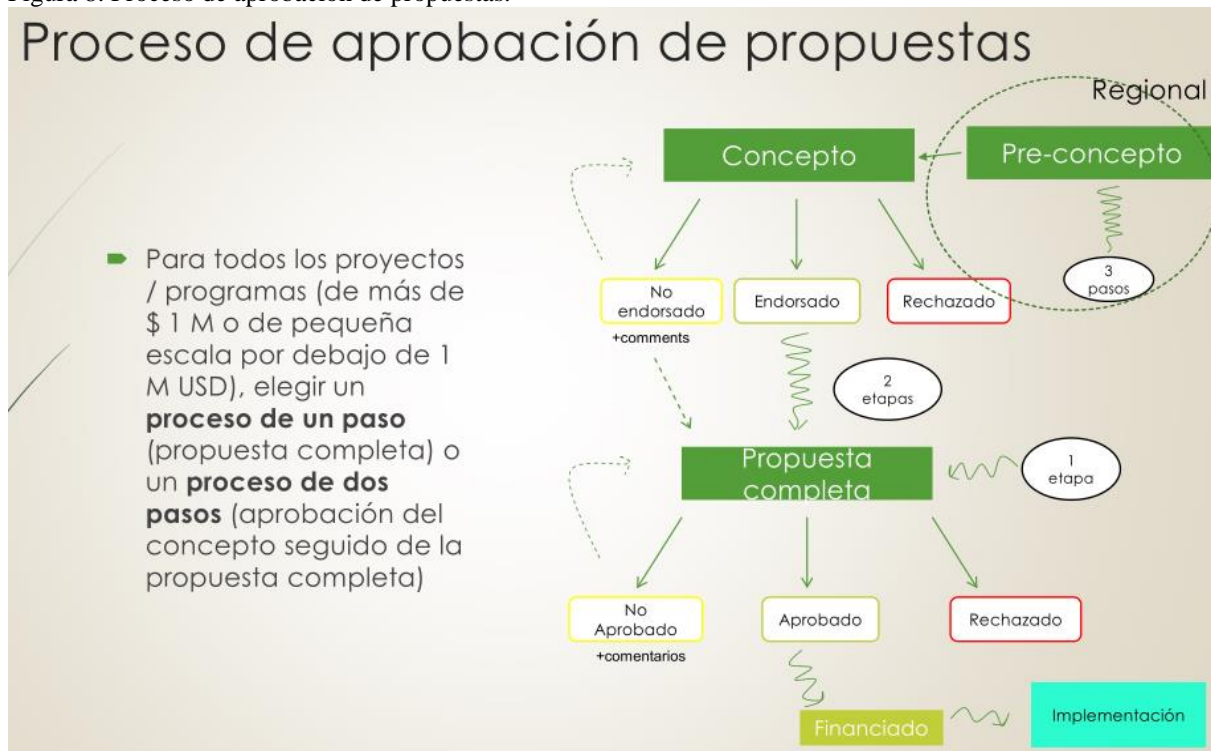 Proceso de aprobación de propuestas
Regional
Concepto
Pre-concepto
Para todos los proyectos
/ programas (de más de
$ 1 M o de pequeña
escala por debajo de 1
M USD), elegir un
proceso de un paso
(propuesta completa) o
un proceso de dos
pasos (aprobación del
concepto seguido de la
propuesta completa)
No
endorsado
+comments
Endorsado
Rechazado
3
pasos
2
etapas
Propuesta
completa
1
etapa
No
Aprobado
+comentarios
Aprobado
Rechazado
Financiado
Implementación